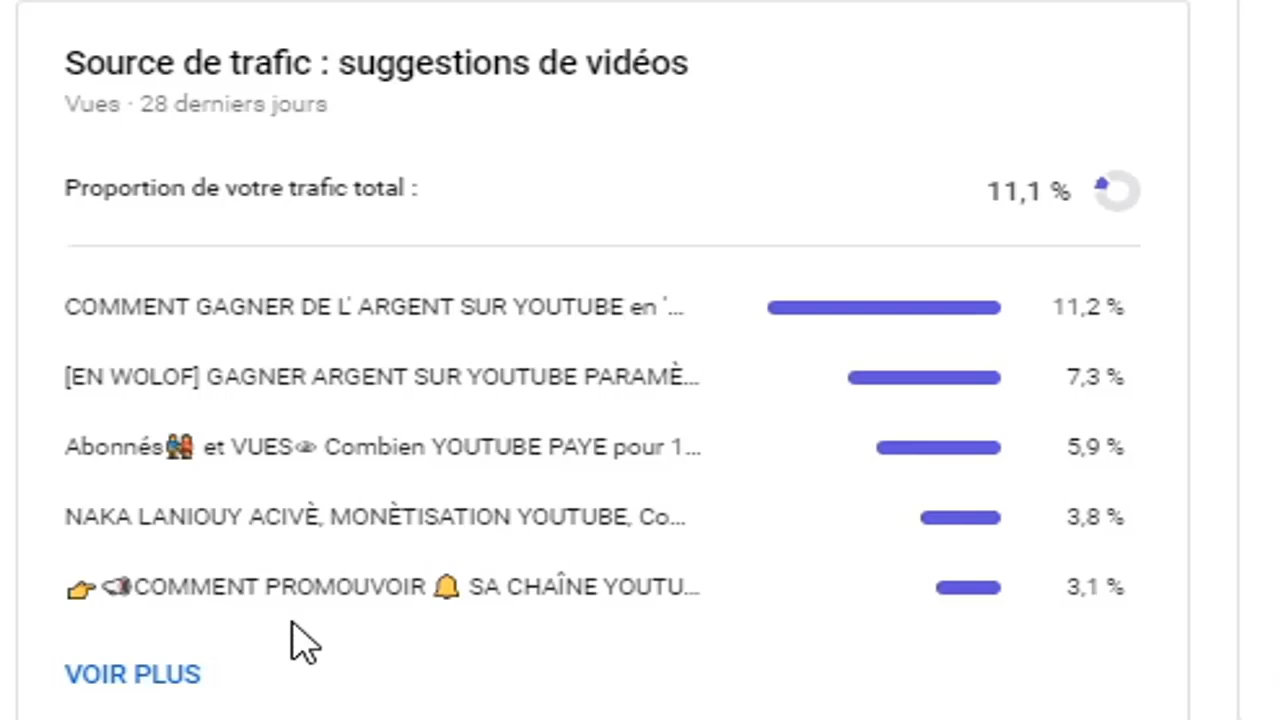 Source de trafic : suggestions de vidéos
Vues · 28 derniers jours
Proportion de votre trafic total : 11,1 %
COMMENT GAGNER DE L' ARGENT SUR YOUTUBE en '... 11,2 %
[EN WOLOF] GAGNER ARGENT SUR YOUTUBE PARAMÈ... 7,3 %
Abonnés👫 et VUES👁 Combien YOUTUBE PAYE pour 1... 5,9 %
NAKA LANIOUY ACIVÈ, MONÈTISATION YOUTUBE, Co... 3,8 %
👉📢COMMENT PROMOUVOIR 🔔 SA CHAÎNE YOUTU... 3,1 %
VOIR PLUS